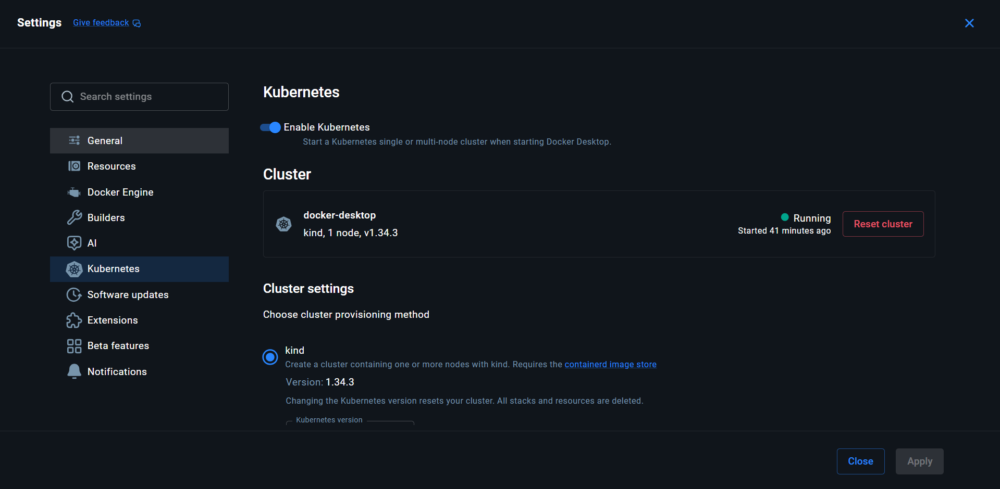 Settings Give feedback
Search settings
General
Resources
Docker Engine
Builders
AI
Kubernetes
Software updates
Extensions
Beta features
Notifications
Kubernetes
Enable Kubernetes
Start a Kubernetes single or multi-node cluster when starting Docker Desktop.
Cluster
docker-desktop
kind, 1 node, v1.34.3
Running
Started 41 minutes ago
Reset cluster
Cluster settings
Choose cluster provisioning method
kind
Create a cluster containing one or more nodes with kind. Requires the containerd image store
Version: 1.34.3
Changing the Kubernetes version resets your cluster. All stacks and resources are deleted.
Kubernetes version
Close Apply